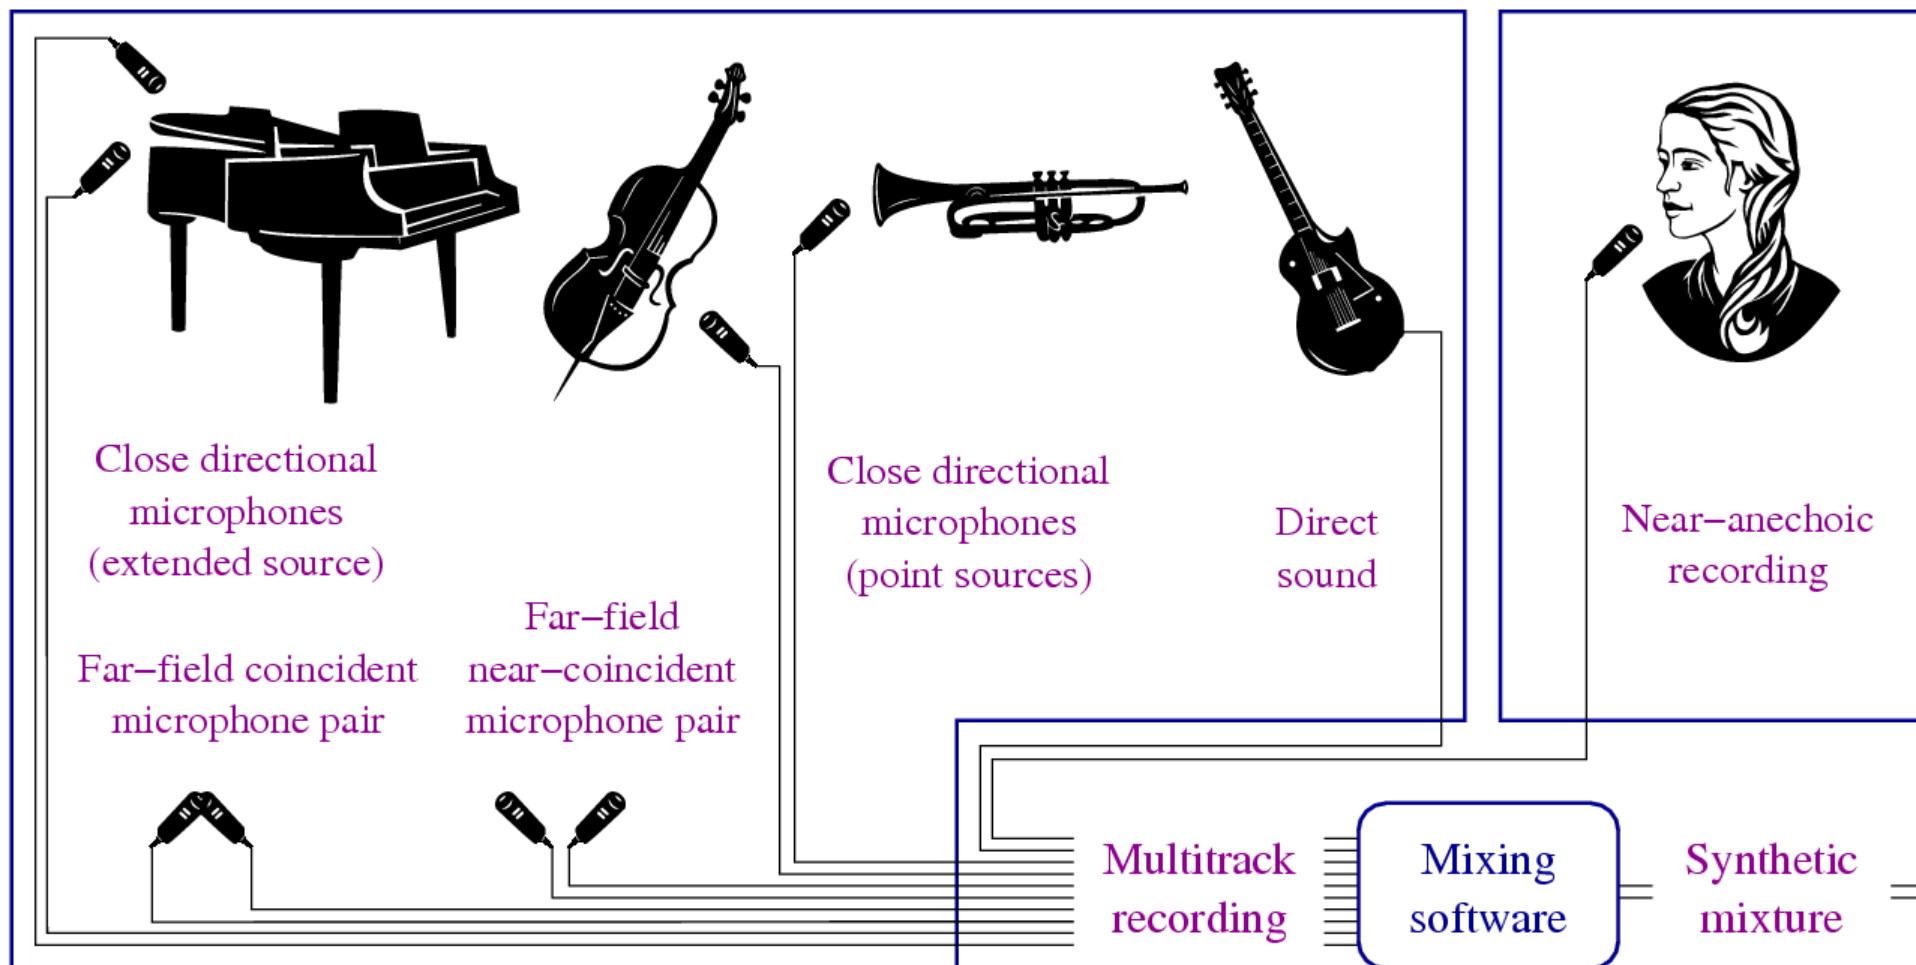 Close directional
microphones
(extended source)
Far−field coincident
microphone pair
Far−field
near−coincident
microphone pair
Close directional
microphones
(point sources)
Direct
sound
Near−anechoic
recording
Multitrack
recording
Mixing
software
Synthetic
mixture